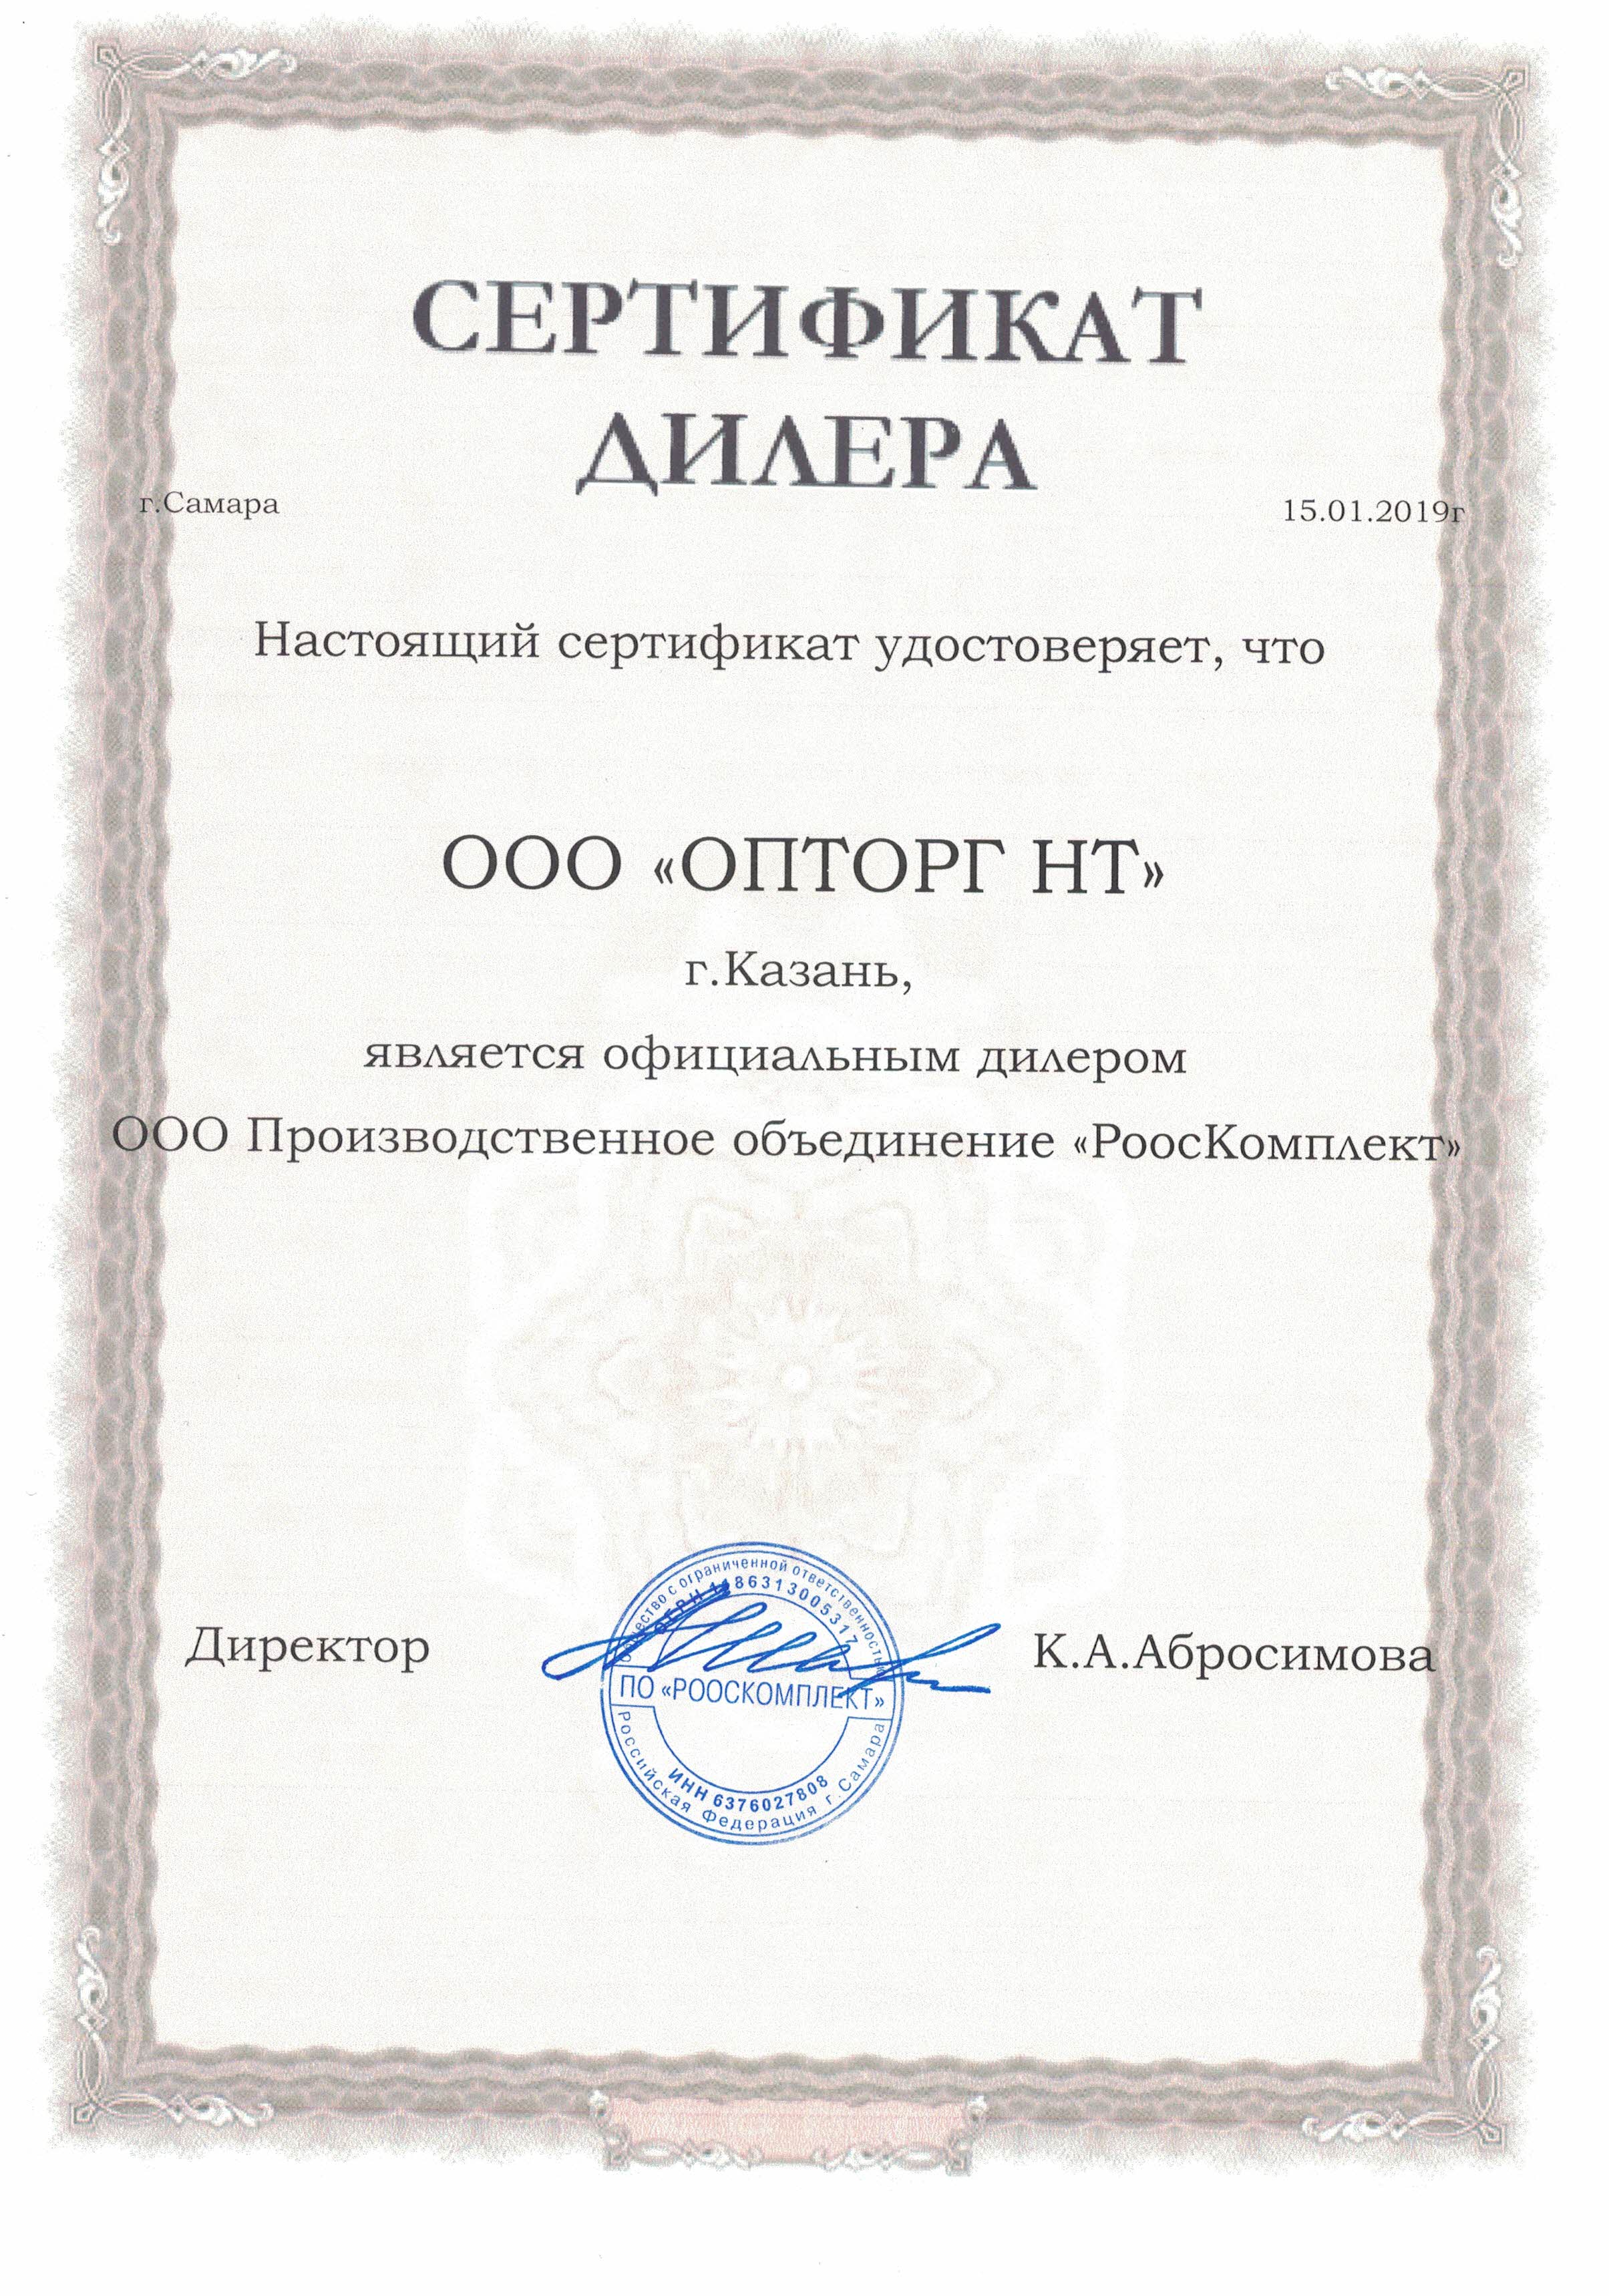 СЕРТИФИКАТ
ДИЛЕРА
г.Самара
15.01.2019г
Настоящий сертификат удостоверяет, что
ООО «ОПТОРГ НТ»
г.Казань,
является официальным дилером
ООО Производственное объединение «РоосКомплект»
Директор
К.А.Абросимова
общество с ограниченной ответственностью
ОГРН 1186313005317
ПО «РООСКОМПЛЕКТ»
ИНН 6376027808
Российская Федерация г. Самара